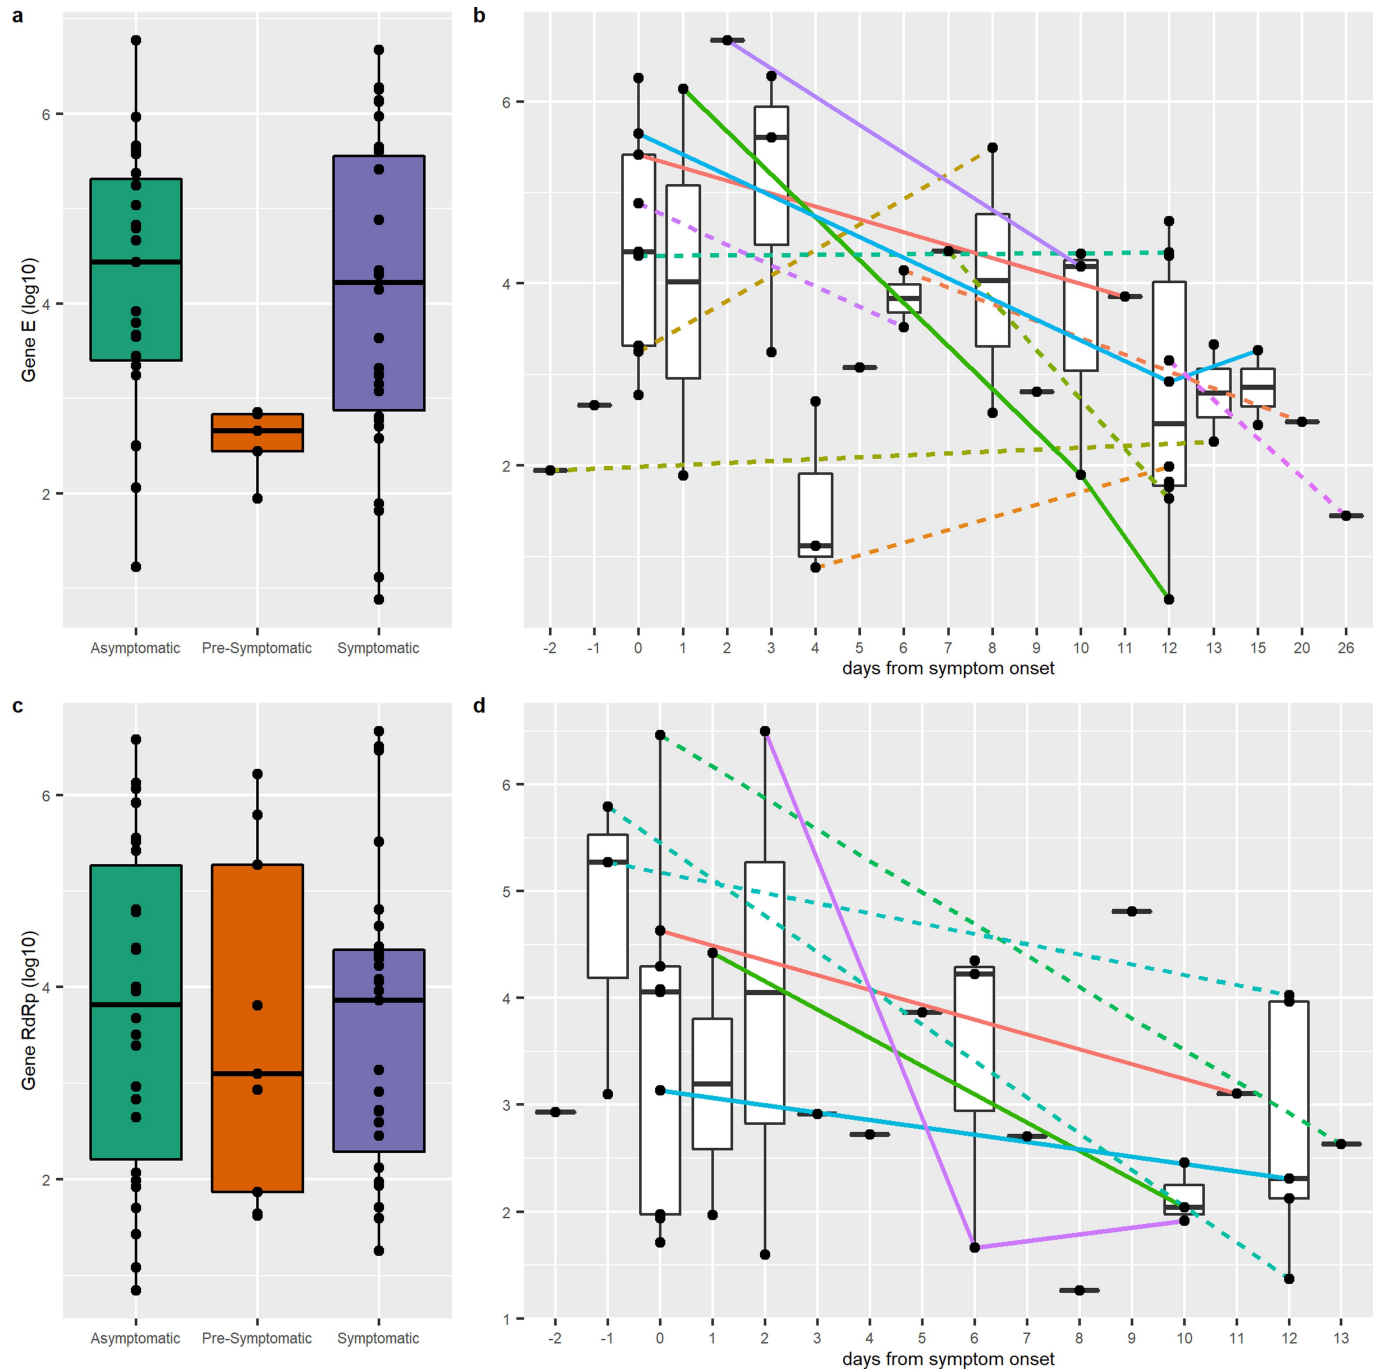 a
b
Gene E (log10)
6
4
2
Asymptomatic Pre-Symptomatic Symptomatic
6
4
2
-2 -1 0 1 2 3 4 5 6 7 8 9 10 11 12 13 15 20 26
days from symptom onset
c
d
Gene RdRp (log10)
6
4
2
Asymptomatic Pre-Symptomatic Symptomatic
6
5
4
3
2
1
-2 -1 0 1 2 3 4 5 6 7 8 9 10 11 12 13
days from symptom onset